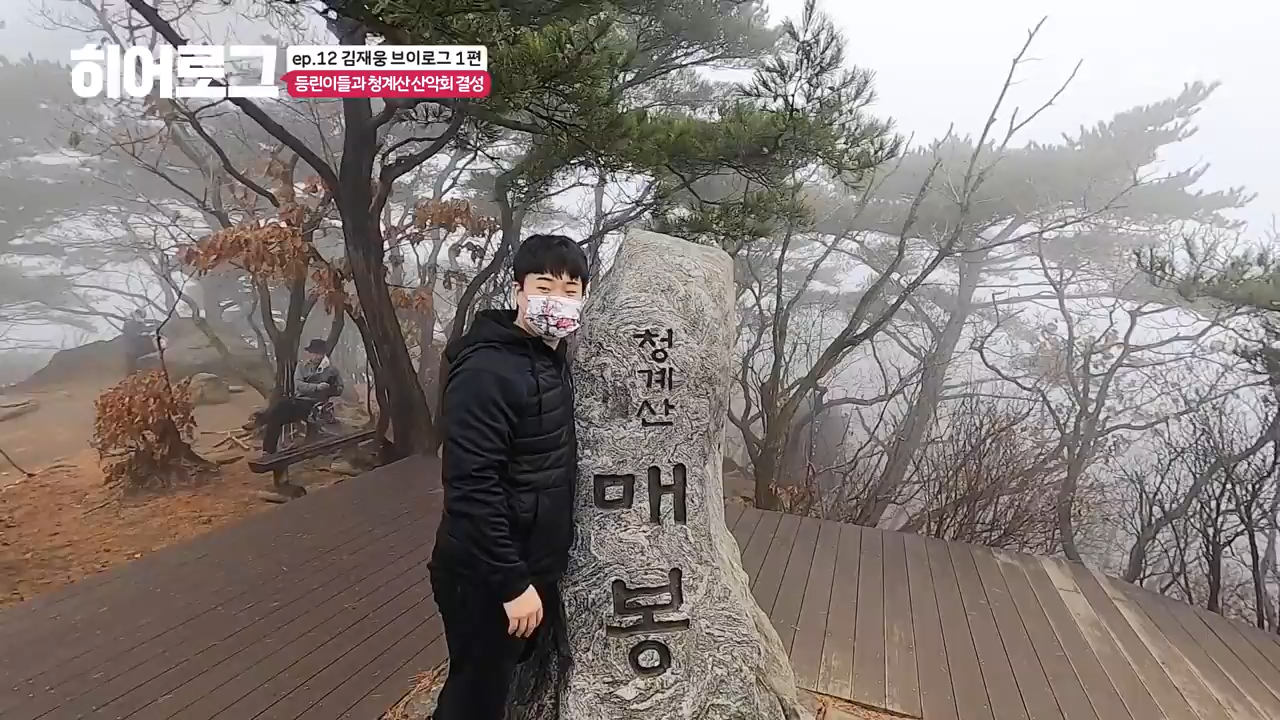 히어로그
ep.12 김재웅 브이로그 1편
등린이들과 청계산 산악회 결성
청계산
매봉